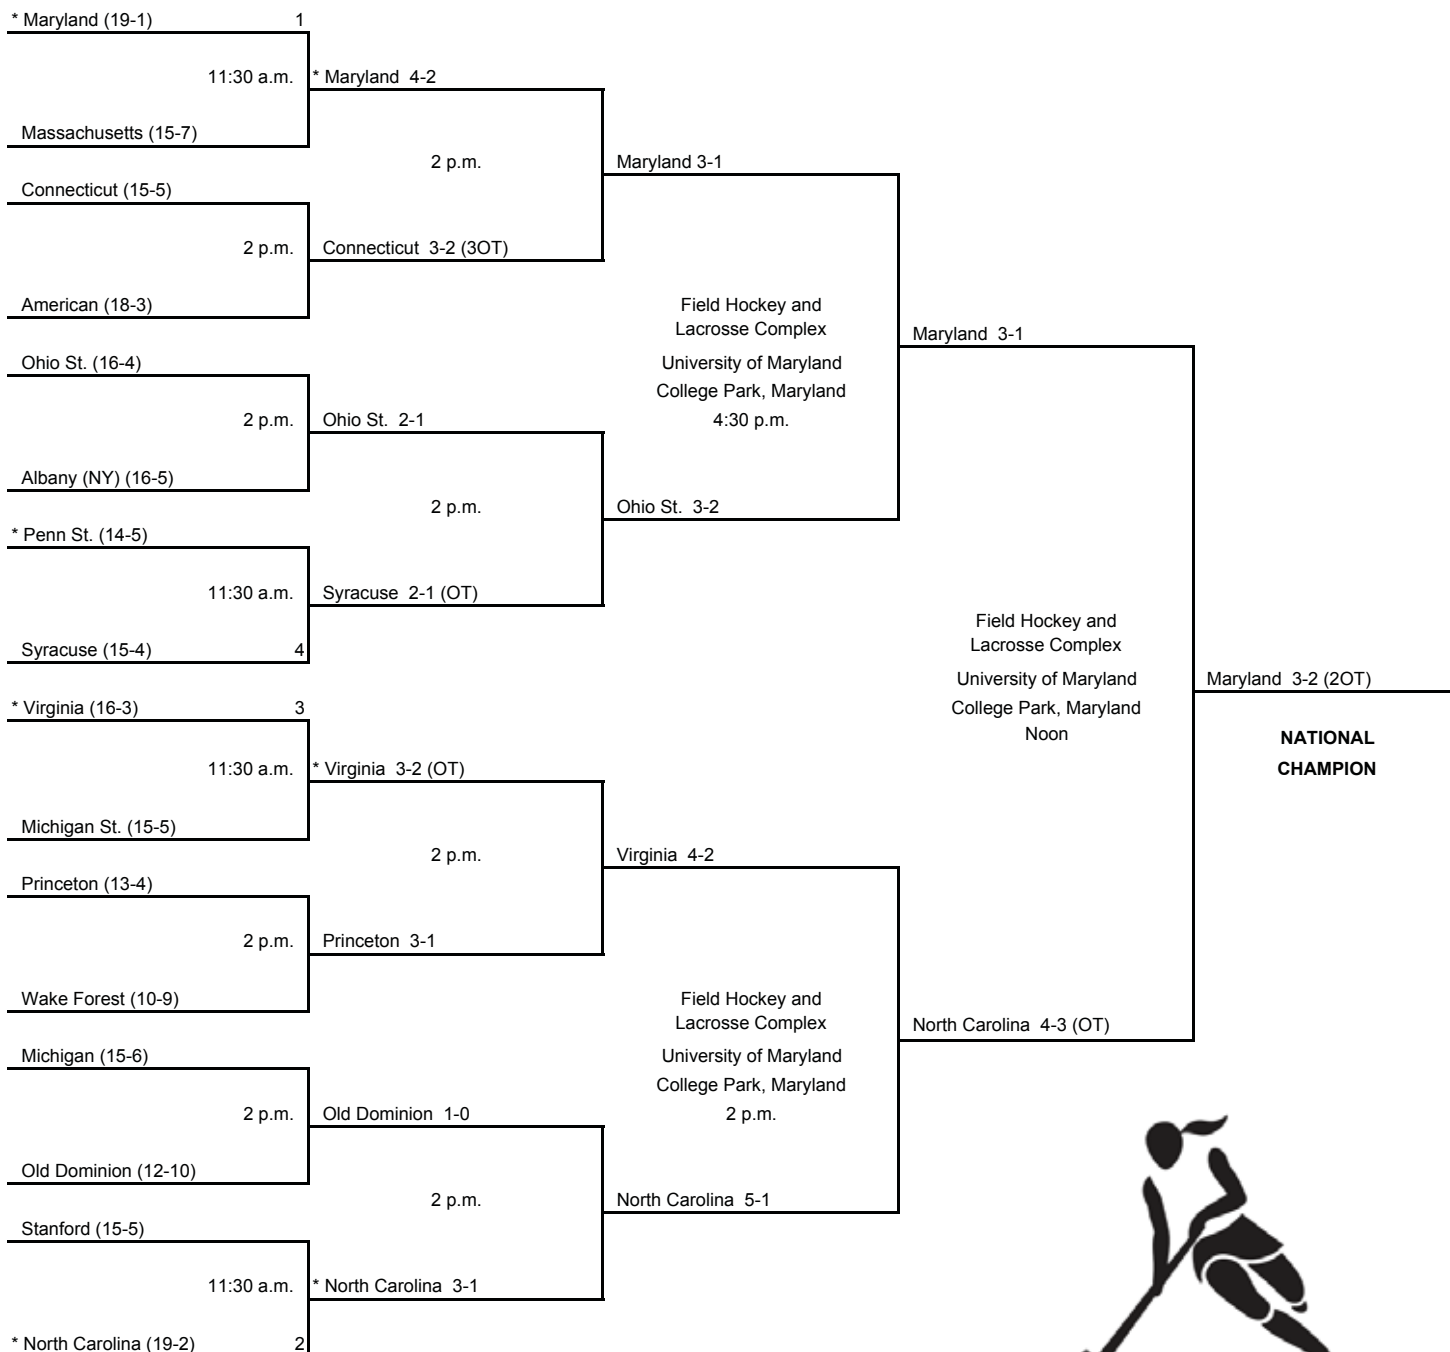 * Maryland (19-1) 1
11:30 a.m.
* Maryland 4-2
Massachusetts (15-7)
2 p.m.
Maryland 3-1
Connecticut (15-5)
2 p.m.
Connecticut 3-2 (3OT)
American (18-3)
Field Hockey and
Lacrosse Complex
University of Maryland
College Park, Maryland
4:30 p.m.
Maryland 3-1
Ohio St. (16-4)
2 p.m.
Ohio St. 2-1
Albany (NY) (16-5)
2 p.m.
Ohio St. 3-2
* Penn St. (14-5)
11:30 a.m.
Syracuse 2-1 (OT)
Syracuse (15-4) 4
Field Hockey and
Lacrosse Complex
University of Maryland
College Park, Maryland
Noon
Maryland 3-2 (2OT)
NATIONAL
CHAMPION
* Virginia (16-3) 3
11:30 a.m.
* Virginia 3-2 (OT)
Michigan St. (15-5)
2 p.m.
Virginia 4-2
Princeton (13-4)
2 p.m.
Princeton 3-1
Wake Forest (10-9)
Field Hockey and
Lacrosse Complex
University of Maryland
College Park, Maryland
2 p.m.
North Carolina 4-3 (OT)
Michigan (15-6)
2 p.m.
Old Dominion 1-0
Old Dominion (12-10)
2 p.m.
North Carolina 5-1
Stanford (15-5)
11:30 a.m.
* North Carolina 3-1
* North Carolina (19-2) 2